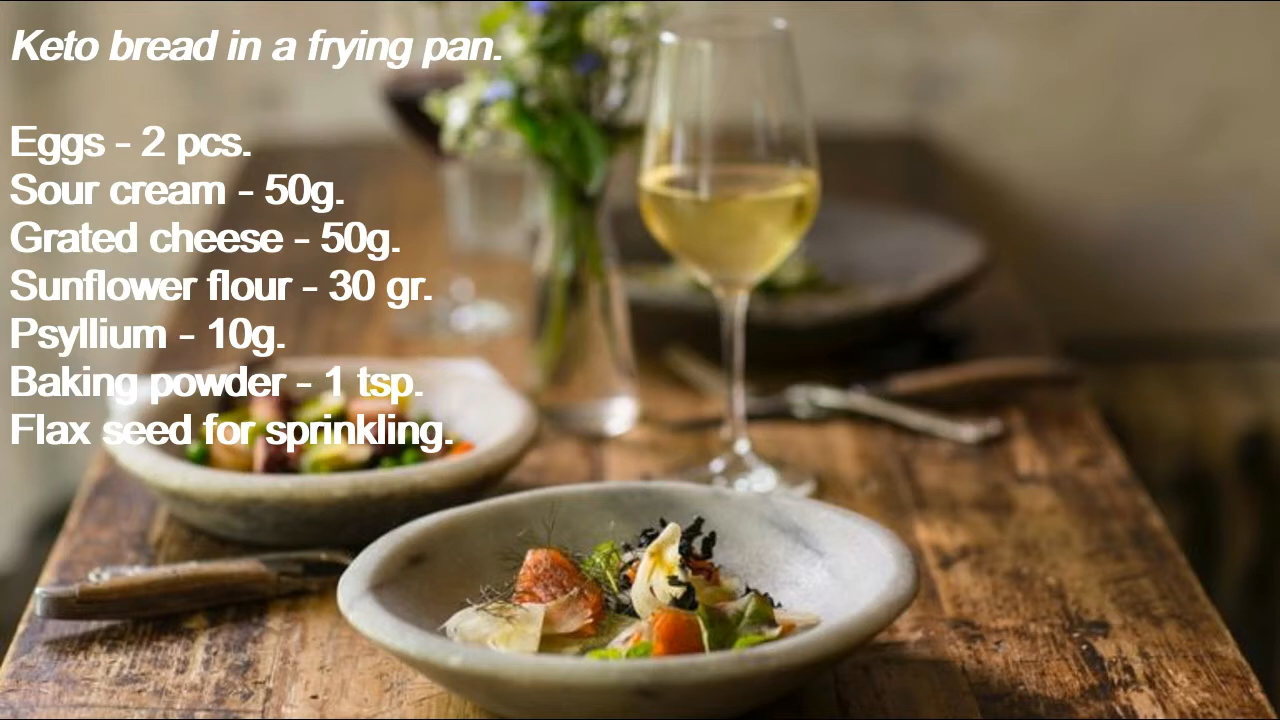 Keto bread in a frying pan.
Eggs - 2 pcs.
Sour cream - 50g.
Grated cheese - 50g.
Sunflower flour - 30 gr.
Psyllium - 10g.
Baking powder - 1 tsp.
Flax seed for sprinkling.